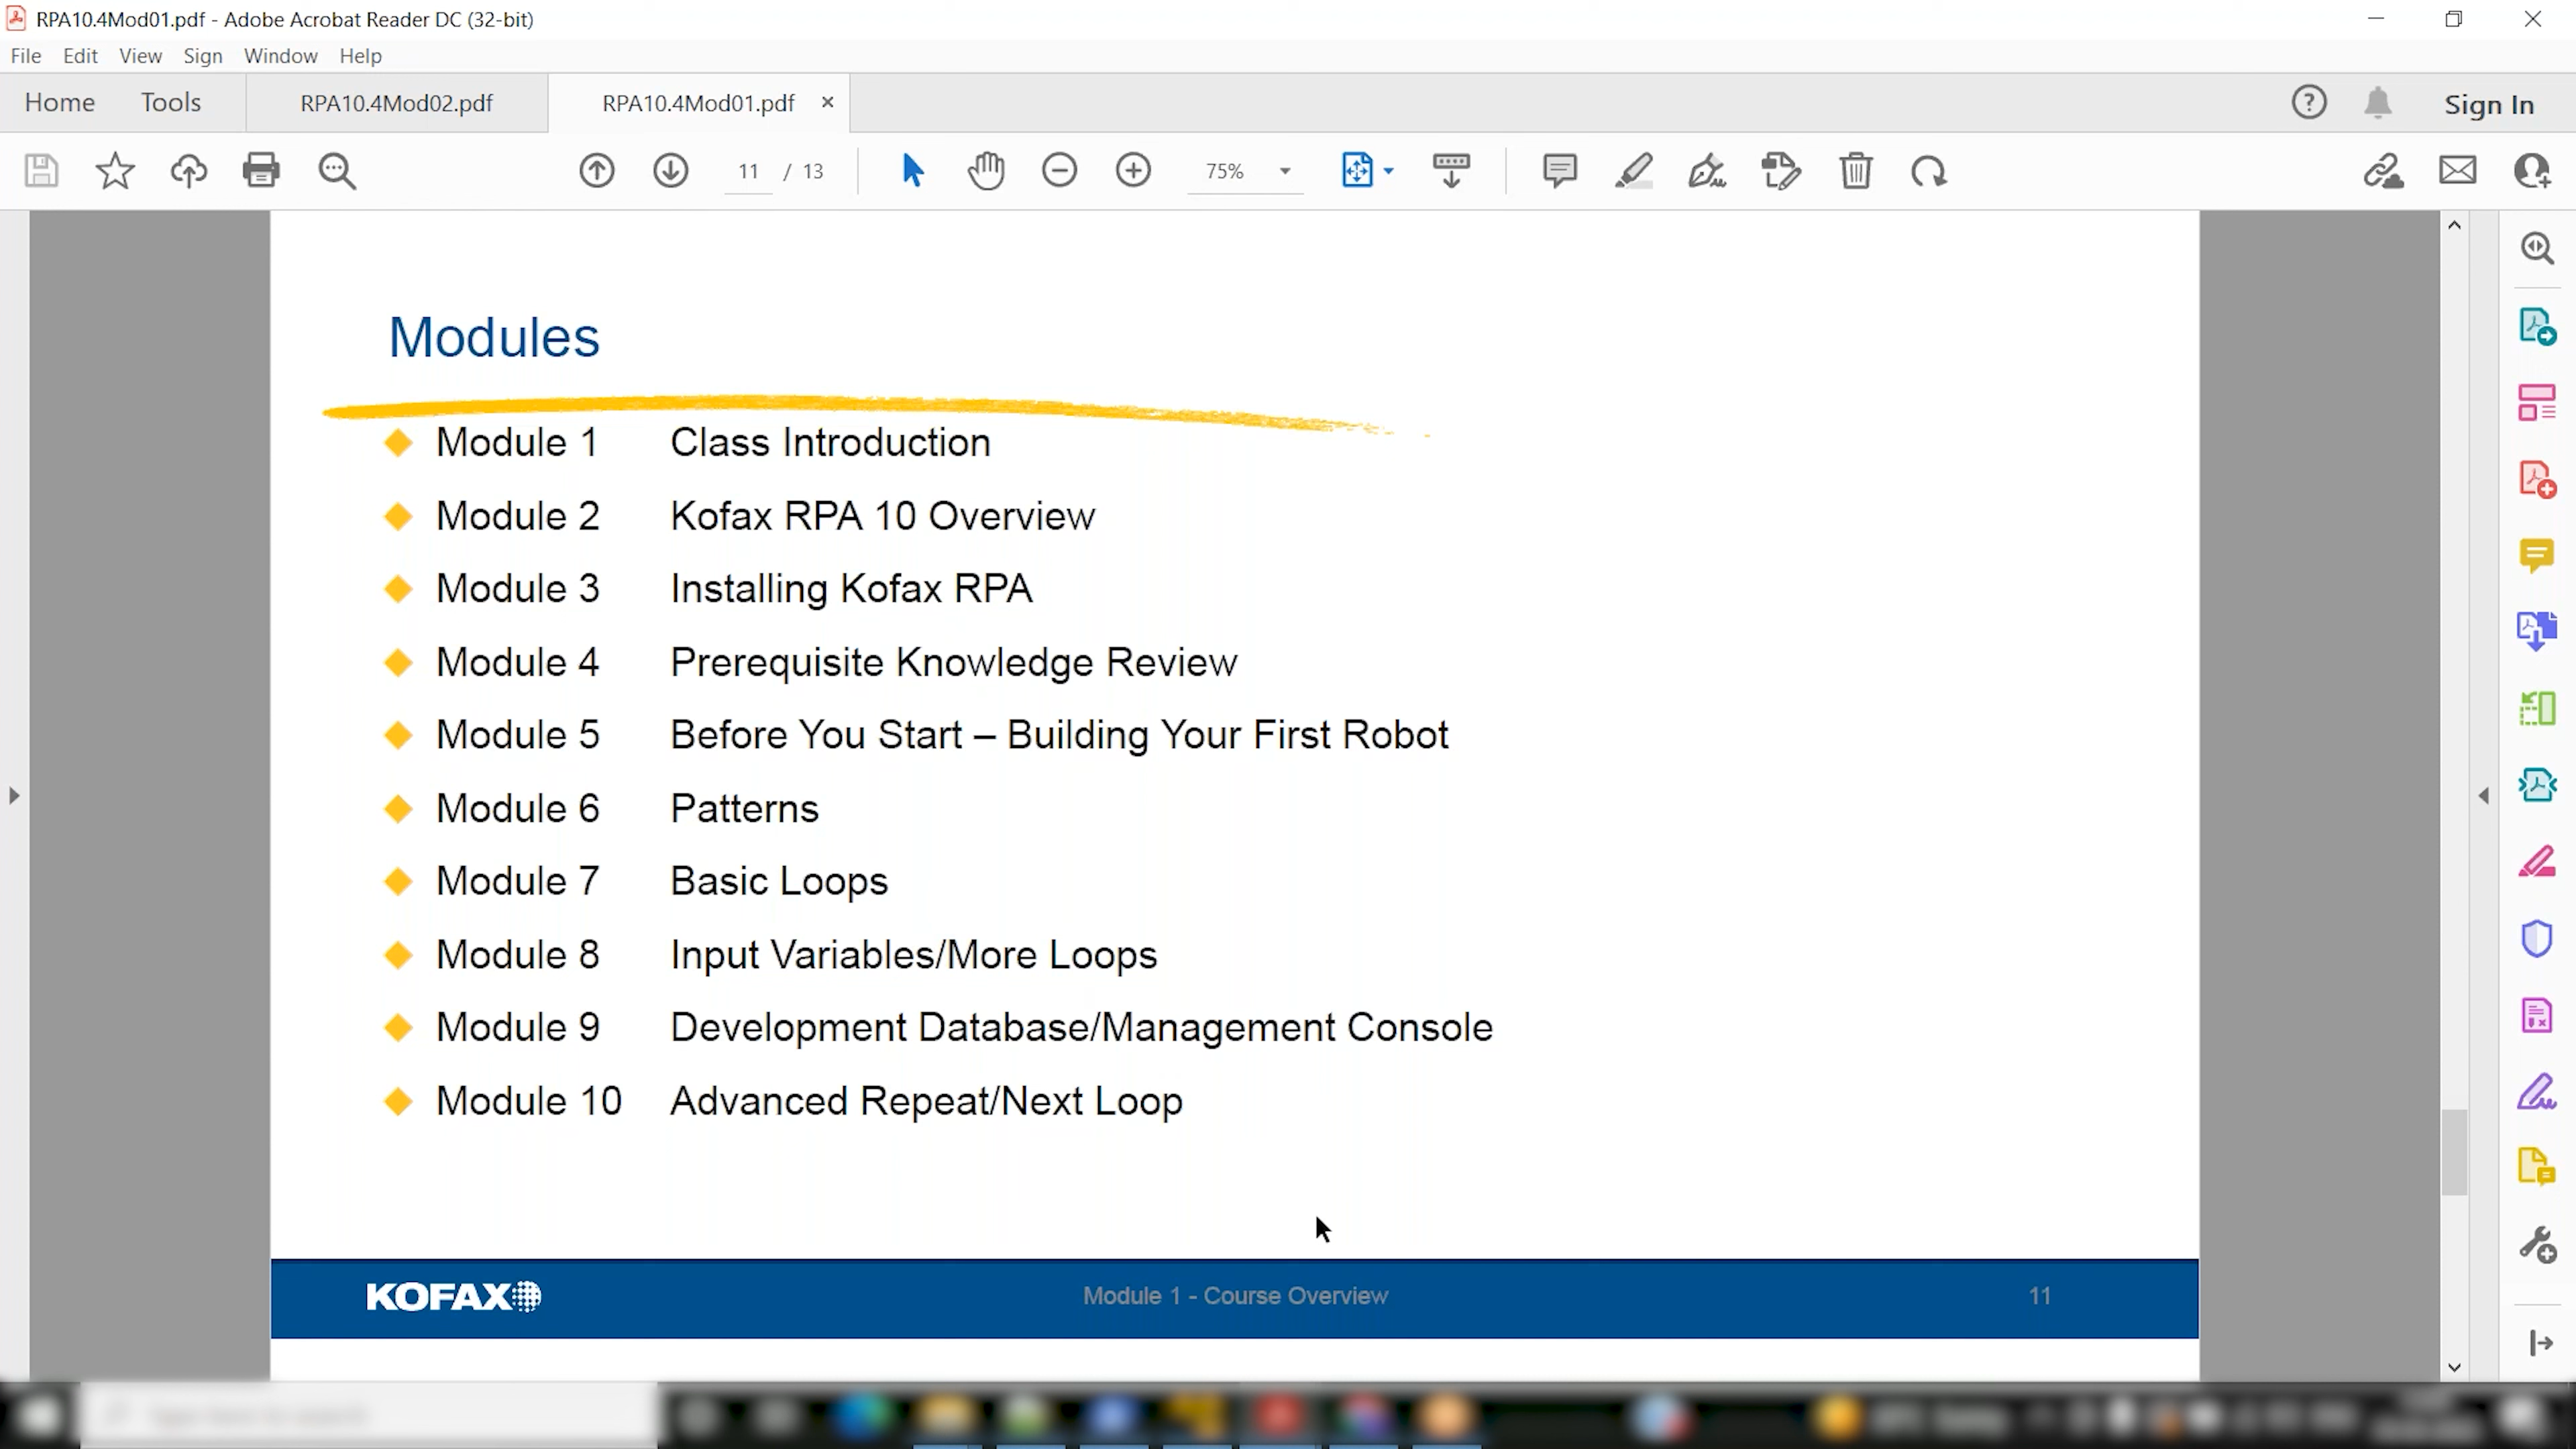 RPA10.4Mod01.pdf - Adobe Acrobat Reader DC (32-bit)
File Edit View Sign Window Help
Home Tools RPA10.4Mod02.pdf RPA10.4Mod01.pdf Sign In
11 / 13 75%
Modules
Module 1 Class Introduction
Module 2 Kofax RPA 10 Overview
Module 3 Installing Kofax RPA
Module 4 Prerequisite Knowledge Review
Module 5 Before You Start – Building Your First Robot
Module 6 Patterns
Module 7 Basic Loops
Module 8 Input Variables/More Loops
Module 9 Development Database/Management Console
Module 10 Advanced Repeat/Next Loop
KOFAX Module 1 - Course Overview 11